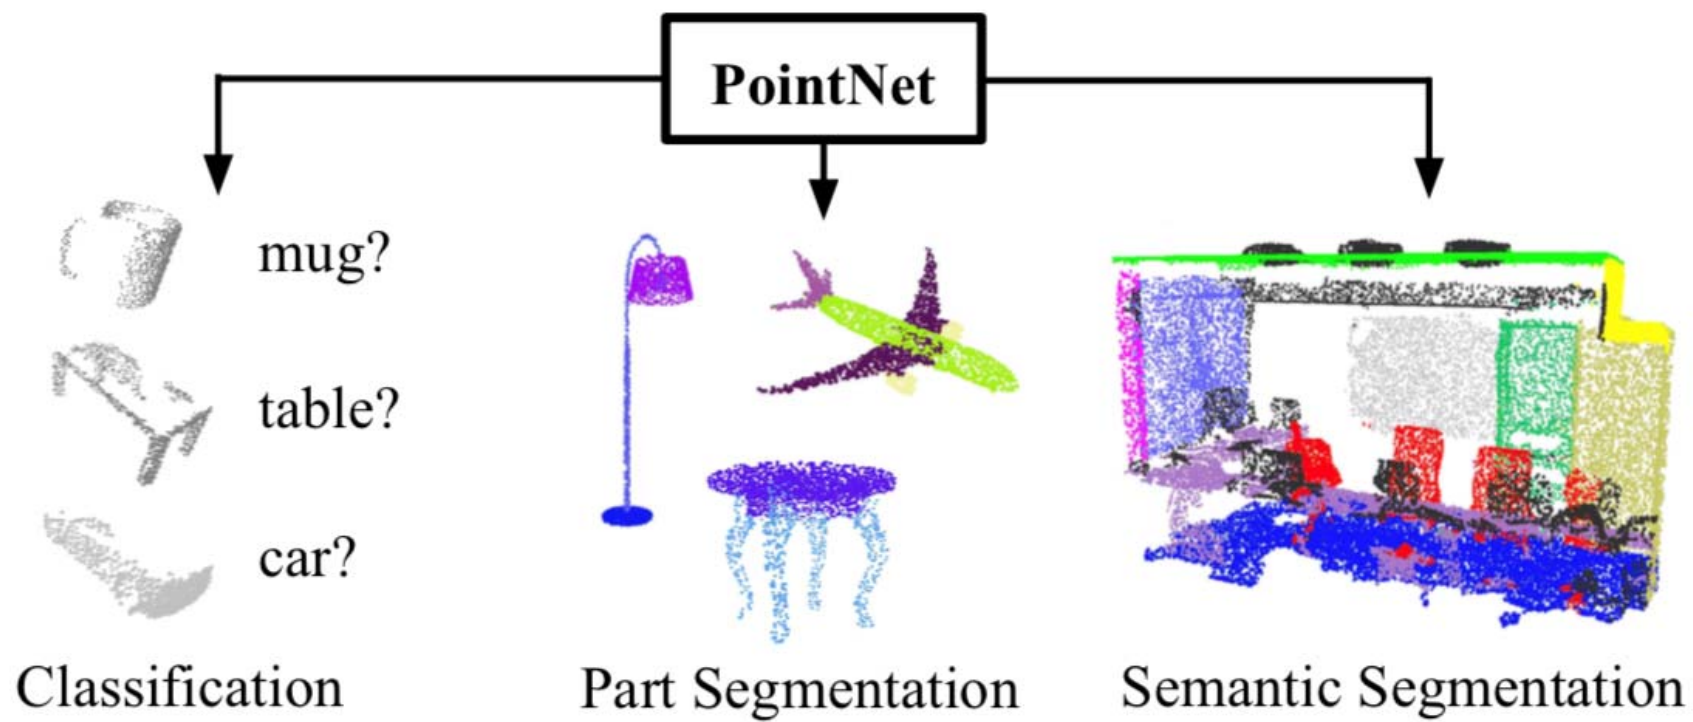 PointNet
mug?
table?
car?
Classification
Part Segmentation
Semantic Segmentation